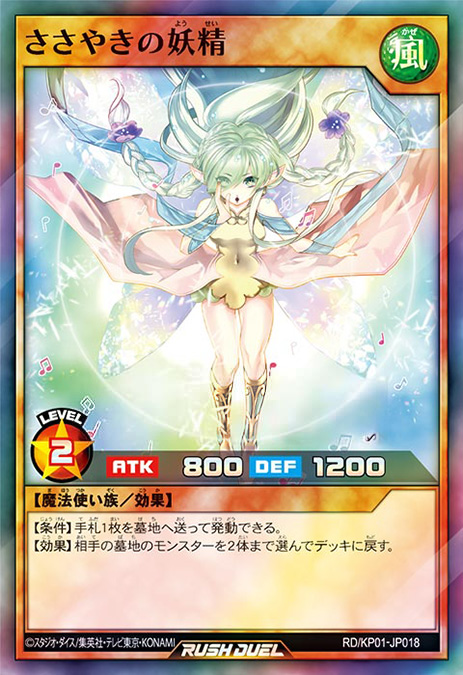 ささやきの妖精
ようせい
風
かぜ
LEVEL
2
ATK 800 DEF 1200
【魔法使い族／効果】
【条件】手札1枚を墓地へ送って発動できる。
【効果】相手の墓地のモンスターを2体まで選んでデッキに戻す。
©スタジオ・ダイス/集英社・テレビ東京・KONAMI
RUSH DUEL
RD/KP01-JP018